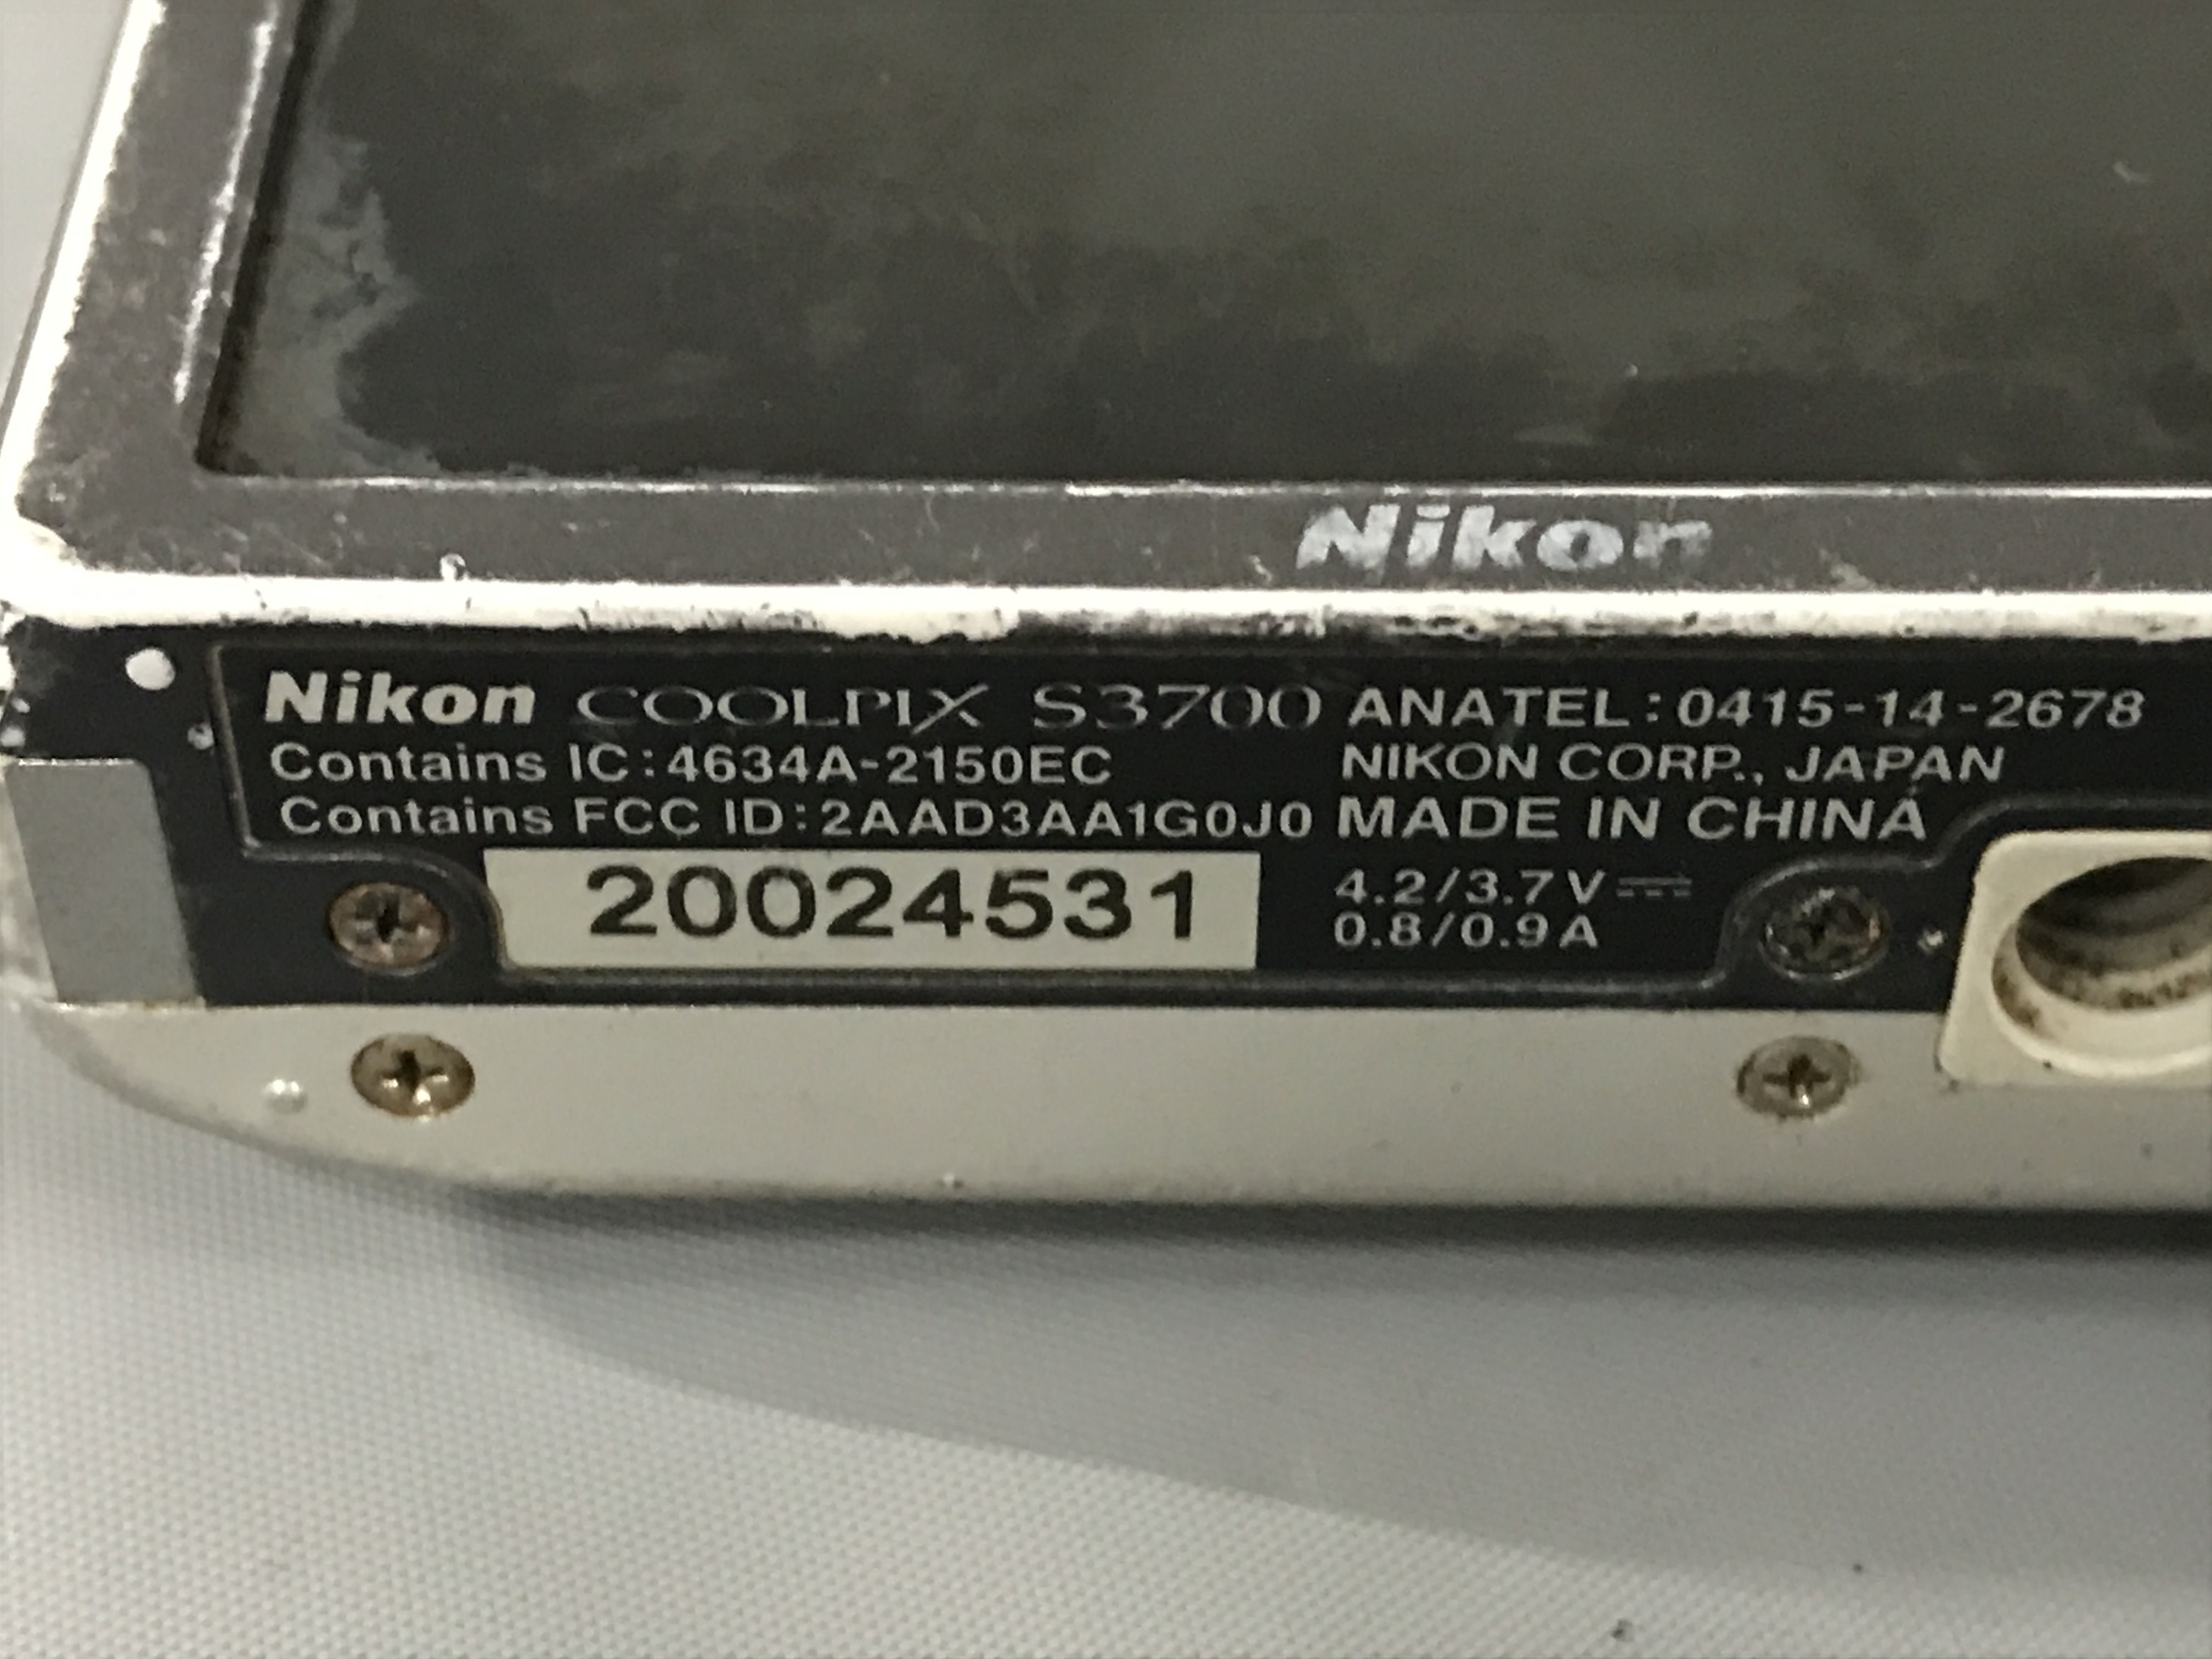 Nikon
Nikon COOLPIX S3700 ANATEL:0415-14-2678
Contains IC:4634A-2150EC NIKON CORP., JAPAN
Contains FCC ID:2AAD3AA1G0J0 MADE IN CHINA
20024531 4.2/3.7V⎓
0.8/0.9A